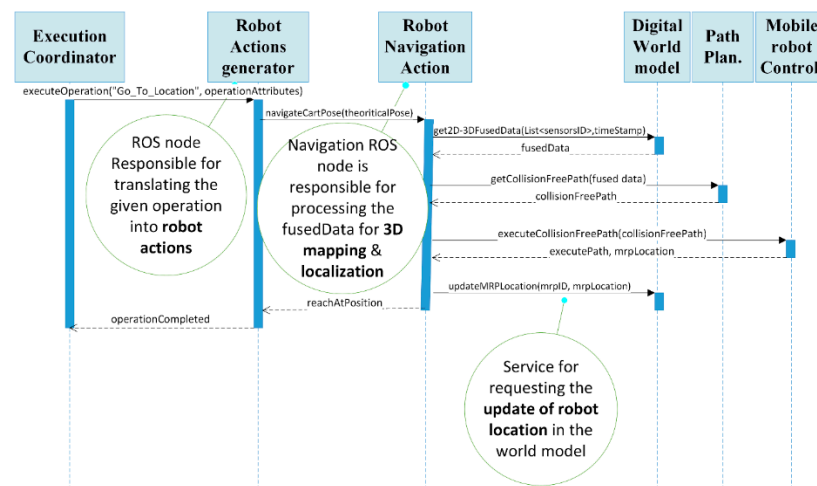 Execution
Coordinator
Robot
Actions
generator
Robot
Navigation
Action
Digital
World
model
Path
Plan.
Mobile
robot
Control
executeOperation("Go_To_Location", operationAttributes)
navigateCartPose(theoriticalPose)
get2D-3DFusedData(List<sensorsID>,timeStamp)
fusedData
getCollisionFreePath(fused data)
collisionFreePath
executeCollisionFreePath(collisionFreePath)
executePath, mrpLocation
updateMRPLocation(mrpID, mrpLocation)
reachAtPosition
operationCompleted
ROS node
Responsible for
translating the
given operation
into robot
actions
Navigation ROS
node is
responsible for
processing the
fusedData for 3D
mapping &
localization
Service for
requesting the
update of robot
location in the
world model